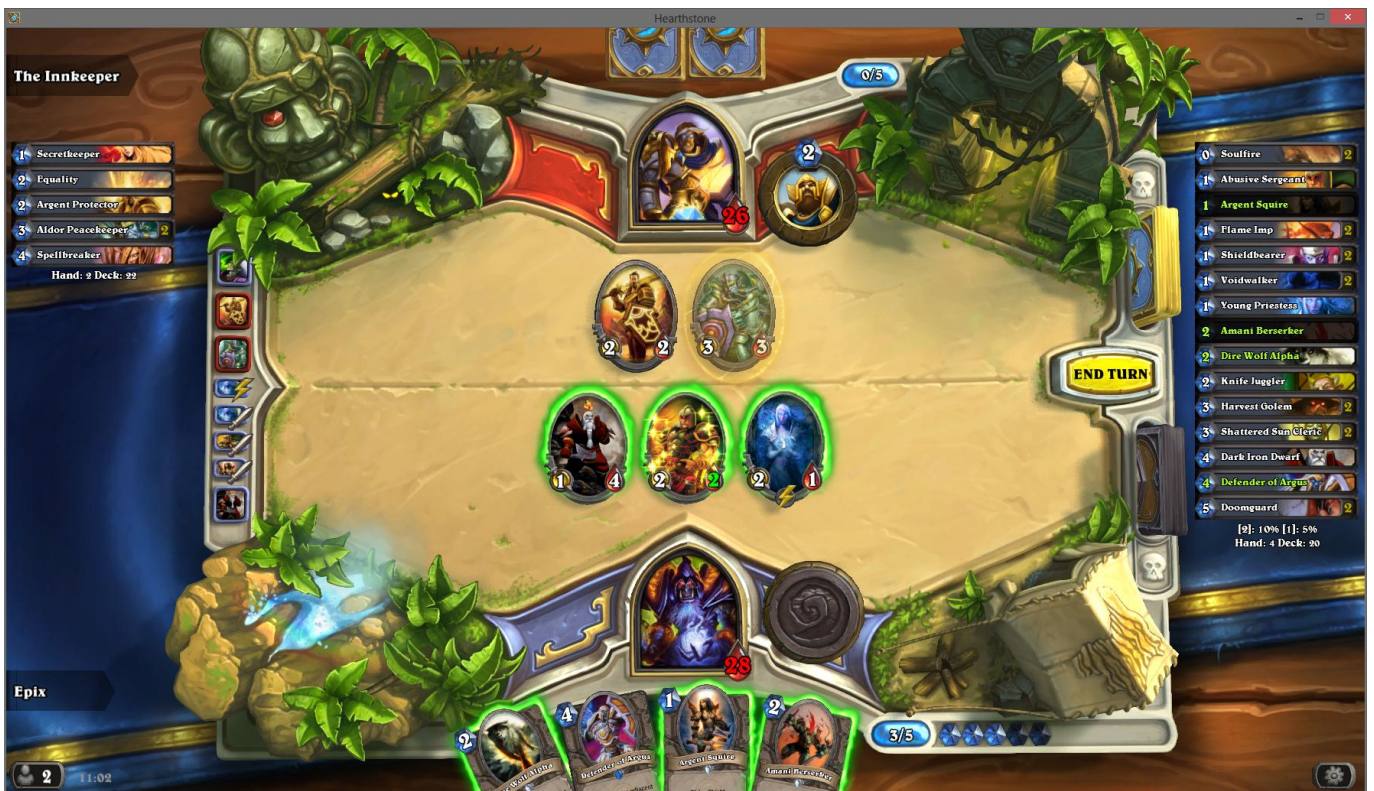 Hearthstone
The Innkeeper
0/5
1 Secretkeeper
2 Equality
2 Argent Protector
3 Aldor Peacekeeper 2
4 Spellbreaker
Hand: 2 Deck: 22
26
2
2 2
3 3
END TURN
1 4
2 2
2 1
28
0 Soulfire 2
1 Abusive Sergeant
1 Argent Squire
1 Flame Imp 2
1 Shieldbearer 2
1 Voidwalker 2
1 Young Priestess
2 Amani Berserker
2 Dire Wolf Alpha
2 Knife Juggler
3 Harvest Golem 2
3 Shattered Sun Cleric 2
4 Dark Iron Dwarf
4 Defender of Argus 2
5 Doomguard 2
[2]: 10% [1]: 5%
Hand: 4 Deck: 20
Epix
2 Wolf Alpha
4 Defender of Argus
1 Argent Squire
2 Amani Berserker
3/5
2 11:02